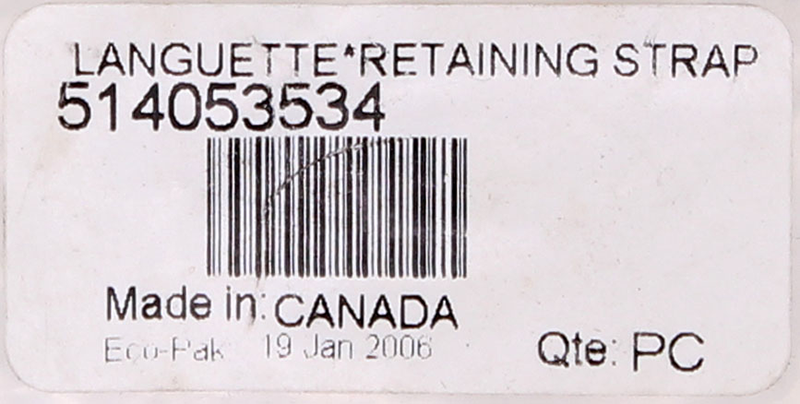 LANGUETTE*RETAINING STRAP
514053534
Made in: CANADA
Eco-Pak 19 Jan 2006
Qte: PC